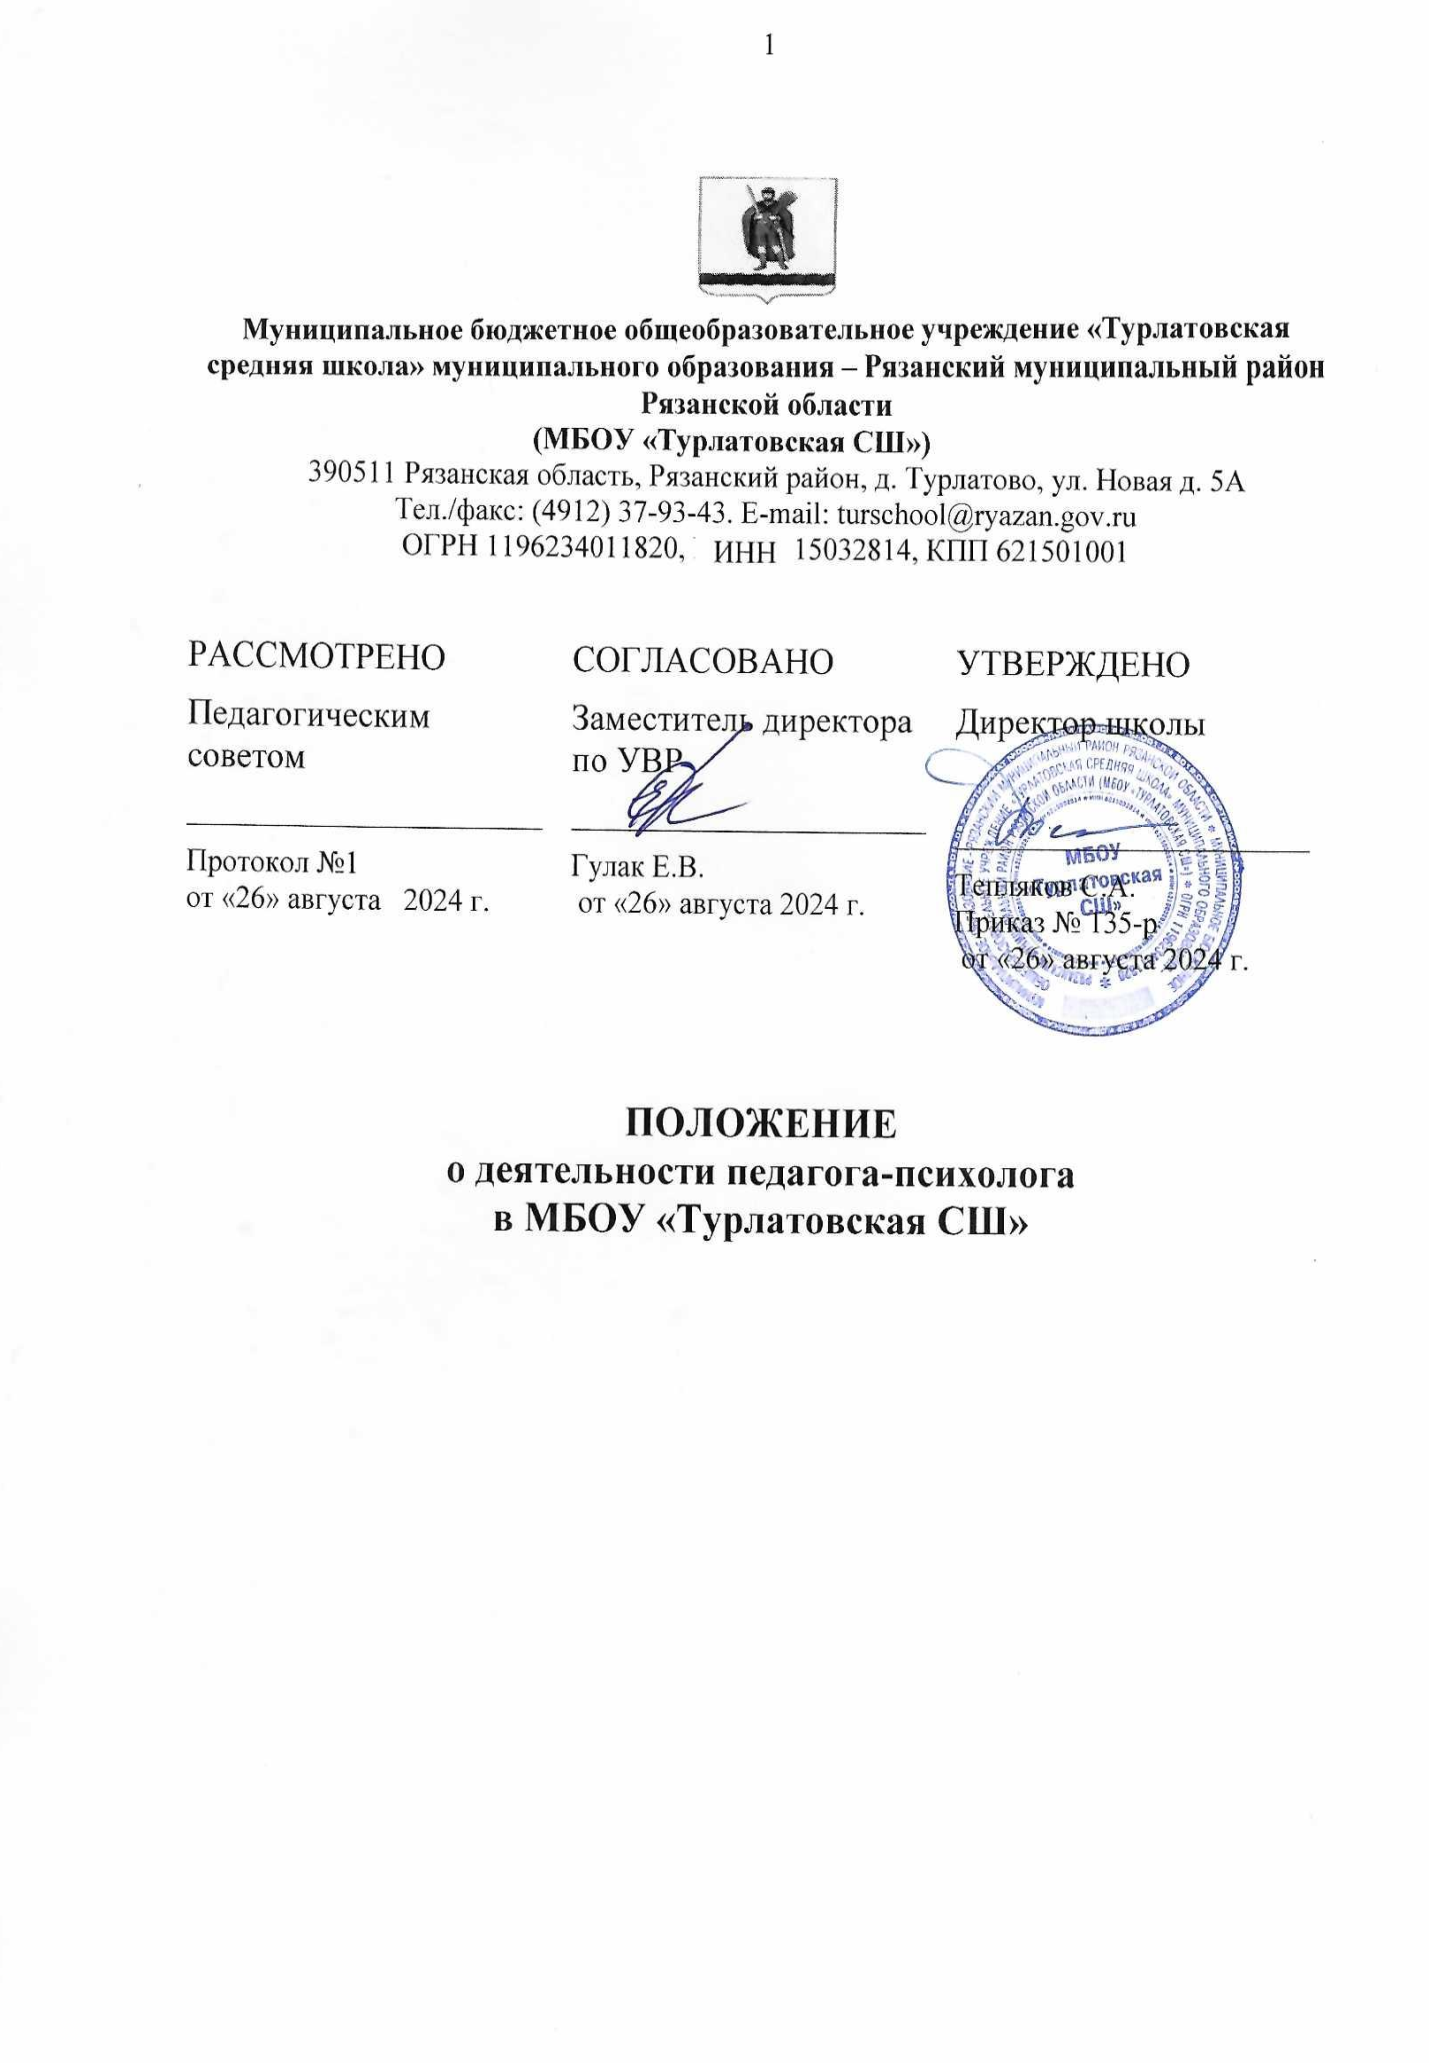 1
Муниципальное бюджетное общеобразовательное учреждение «Турлатовская
средняя школа» муниципального образования – Рязанский муниципальный район
Рязанской области
(МБОУ «Турлатовская СШ»)
390511 Рязанская область, Рязанский район, д. Турлатово, ул. Новая д. 5А
Тел./факс: (4912) 37-93-43. E-mail: turschool@ryazan.gov.ru
ОГРН 1196234011820, ИНН 15032814, КПП 621501001
РАССМОТРЕНО
Педагогическим
советом
Протокол №1
от «26» августа 2024 г.
СОГЛАСОВАНО
Заместитель директора
по УВР
Гулак Е.В.
от «26» августа 2024 г.
УТВЕРЖДЕНО
Директор школы
Тепляков С.А.
Приказ № 135-р
от «26» августа 2024 г.
МБОУ
«Турлатовская
СШ»
ПОЛОЖЕНИЕ
о деятельности педагога-психолога
в МБОУ «Турлатовская СШ»